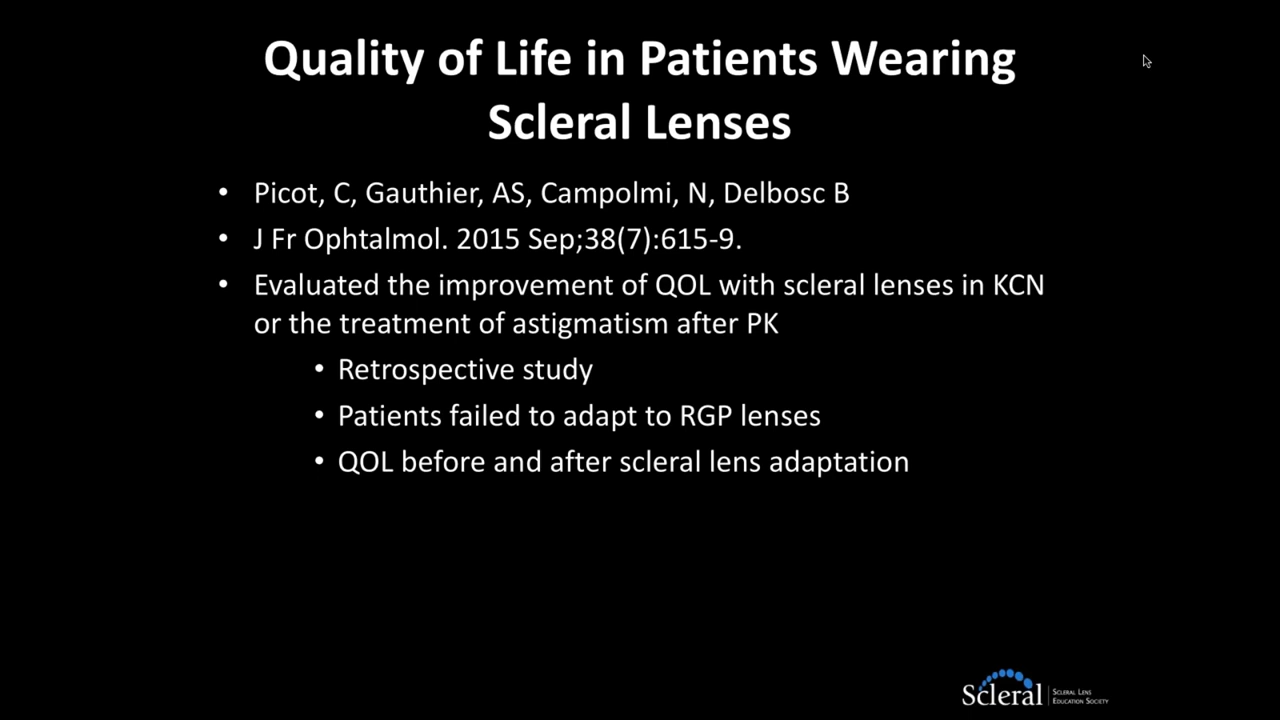 Quality of Life in Patients Wearing
Scleral Lenses
• Picot, C, Gauthier, AS, Campolmi, N, Delbosc B
• J Fr Ophtalmol. 2015 Sep;38(7):615-9.
• Evaluated the improvement of QOL with scleral lenses in KCN
or the treatment of astigmatism after PK
• Retrospective study
• Patients failed to adapt to RGP lenses
• QOL before and after scleral lens adaptation
Scleral
Scleral Lens
Education Society